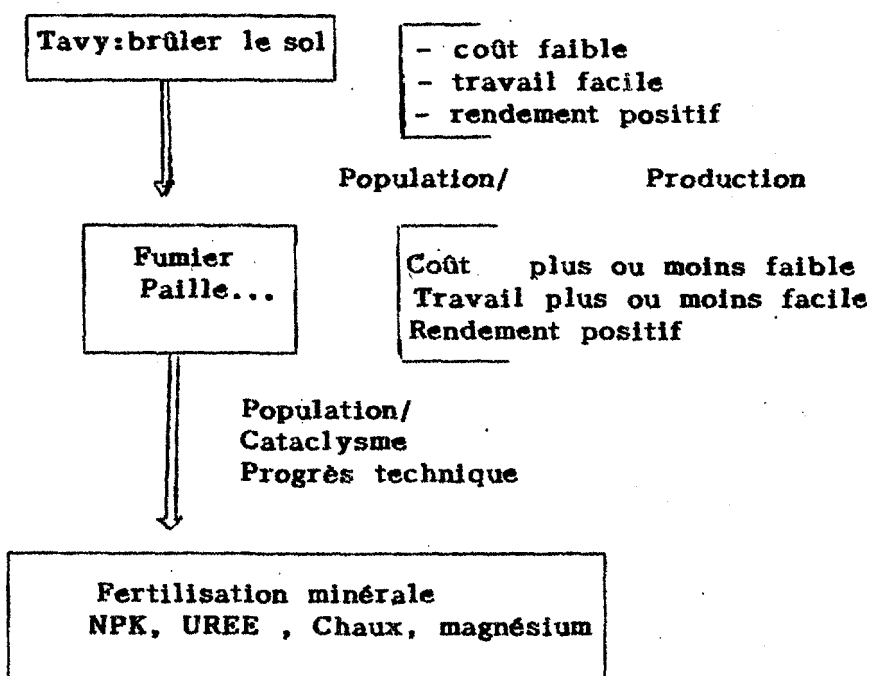 Tavy:brûler le sol
- coût faible
- travail facile
- rendement positif
Population/ Production
Fumier
Paille...
Coût plus ou moins faible
Travail plus ou moins facile
Rendement positif
Population/
Cataclysme
Progrès technique
Fertilisation minérale
NPK, UREE , Chaux, magnésium